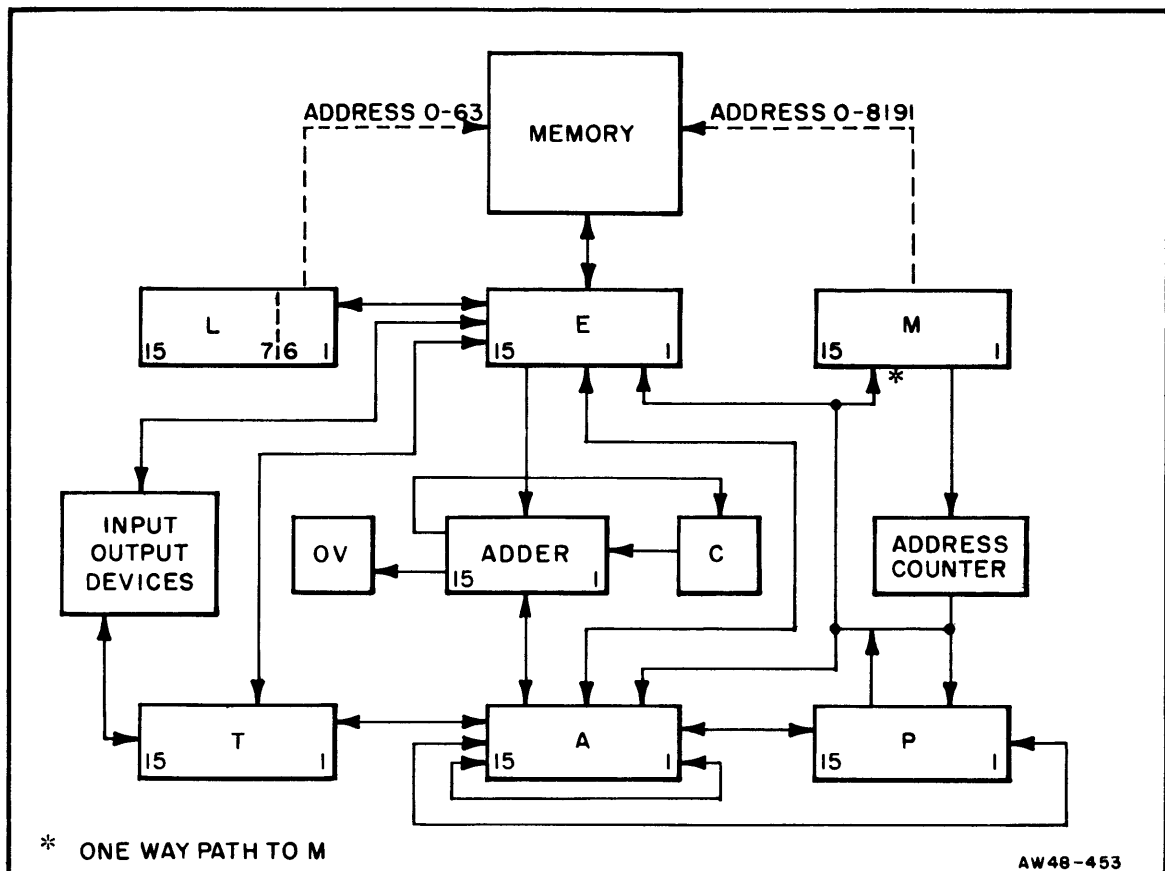 ADDRESS 0-63
MEMORY
ADDRESS 0-8191
L
15 7 6 1
E
15 1
M
15 1
*
INPUT
OUTPUT
DEVICES
OV
ADDER
15 1
C
ADDRESS
COUNTER
T
15 1
A
15 1
P
15 1
* ONE WAY PATH TO M
AW48-453